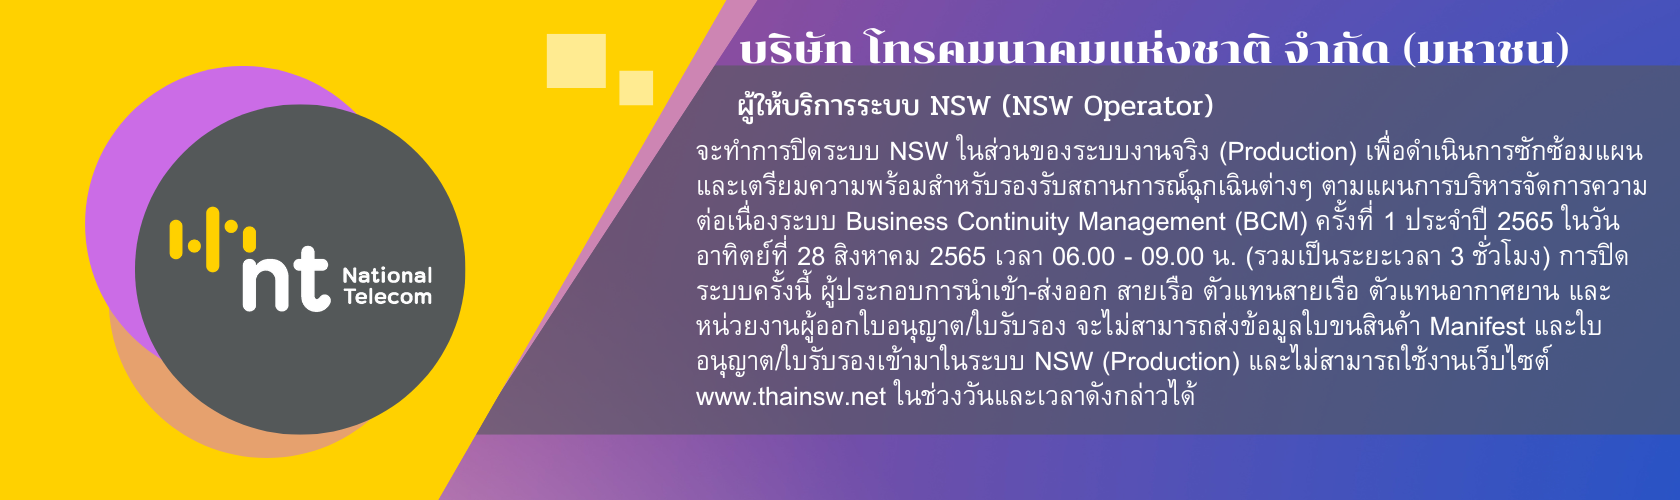 nt National
Telecom
บริษัท โทรคมนาคมแห่งชาติ จำกัด (มหาชน)
ผู้ให้บริการระบบ NSW (NSW Operator)
จะทำการปิดระบบ NSW ในส่วนของระบบงานจริง (Production) เพื่อดำเนินการซักซ้อมแผน
และเตรียมความพร้อมสำหรับรองรับสถานการณ์ฉุกเฉินต่างๆ ตามแผนการบริหารจัดการความ
ต่อเนื่องระบบ Business Continuity Management (BCM) ครั้งที่ 1 ประจำปี 2565 ในวัน
อาทิตย์ที่ 28 สิงหาคม 2565 เวลา 06.00 - 09.00 น. (รวมเป็นระยะเวลา 3 ชั่วโมง) การปิด
ระบบครั้งนี้ ผู้ประกอบการนำเข้า-ส่งออก สายเรือ ตัวแทนสายเรือ ตัวแทนอากาศยาน และ
หน่วยงานผู้ออกใบอนุญาต/ใบรับรอง จะไม่สามารถส่งข้อมูลใบขนสินค้า Manifest และใบ
อนุญาต/ใบรับรองเข้ามาในระบบ NSW (Production) และไม่สามารถใช้งานเว็บไซต์
www.thainsw.net ในช่วงวันและเวลาดังกล่าวได้